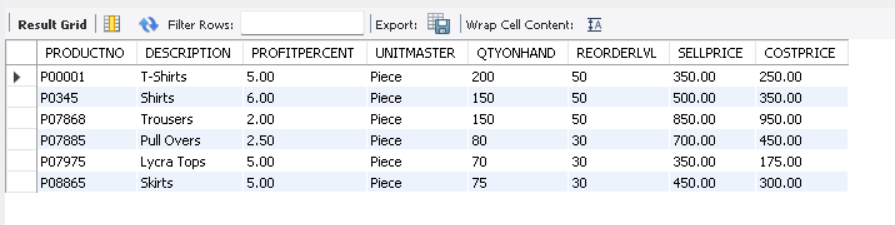 Result Grid Filter Rows: Export: Wrap Cell Content: IA
PRODUCTNO DESCRIPTION PROFITPERCENT UNITMASTER QTYONHAND REORDERLVL SELLPRICE COSTPRICE
P00001 T-Shirts 5.00 Piece 200 50 350.00 250.00
P0345 Shirts 6.00 Piece 150 50 500.00 350.00
P07868 Trousers 2.00 Piece 150 50 850.00 950.00
P07885 Pull Overs 2.50 Piece 80 30 700.00 450.00
P07975 Lycra Tops 5.00 Piece 70 30 350.00 175.00
P08865 Skirts 5.00 Piece 75 30 450.00 300.00